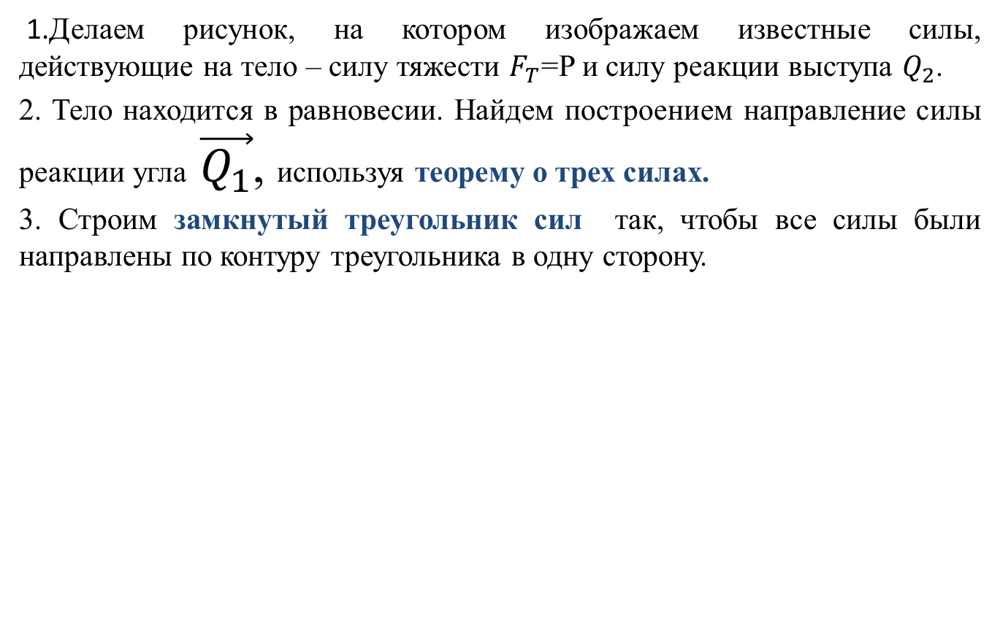 1.Делаем рисунок, на котором изображаем известные силы,
действующие на тело – силу тяжести $F_T$=P и силу реакции выступа $Q_2$.
2. Тело находится в равновесии. Найдем построением направление силы
реакции угла $\overrightarrow{Q_1}$, используя теорему о трех силах.
3. Строим замкнутый треугольник сил так, чтобы все силы были
направлены по контуру треугольника в одну сторону.